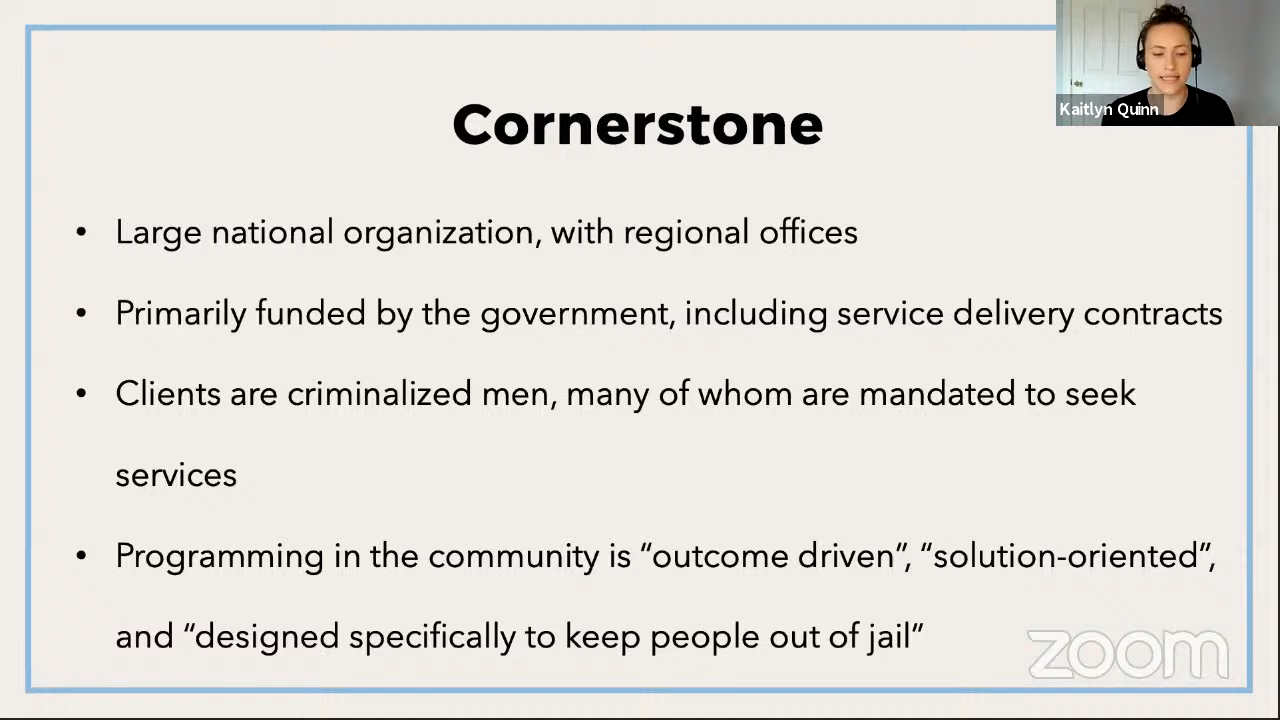 Kaitlyn Quinn
Cornerstone
• Large national organization, with regional offices
• Primarily funded by the government, including service delivery contracts
• Clients are criminalized men, many of whom are mandated to seek
services
• Programming in the community is “outcome driven”, “solution-oriented”,
and “designed specifically to keep people out of jail”
zoom